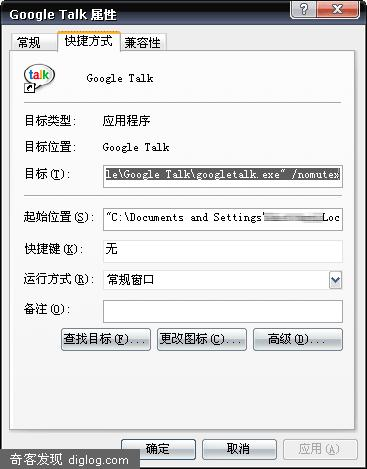 Google Talk 属性
常规
快捷方式
兼容性
talk
Google Talk
目标类型: 应用程序
目标位置: Google Talk
目标(T): le\Google Talk\googletalk.exe" /nomutex
起始位置(S): "C:\Documents and Settings\ Loc
快捷键(K): 无
运行方式(R): 常规窗口
备注(O):
查找目标(F)... 更改图标(C)... 高级(D)...
确定 取消 应用(A)
奇客发现 diglog.com